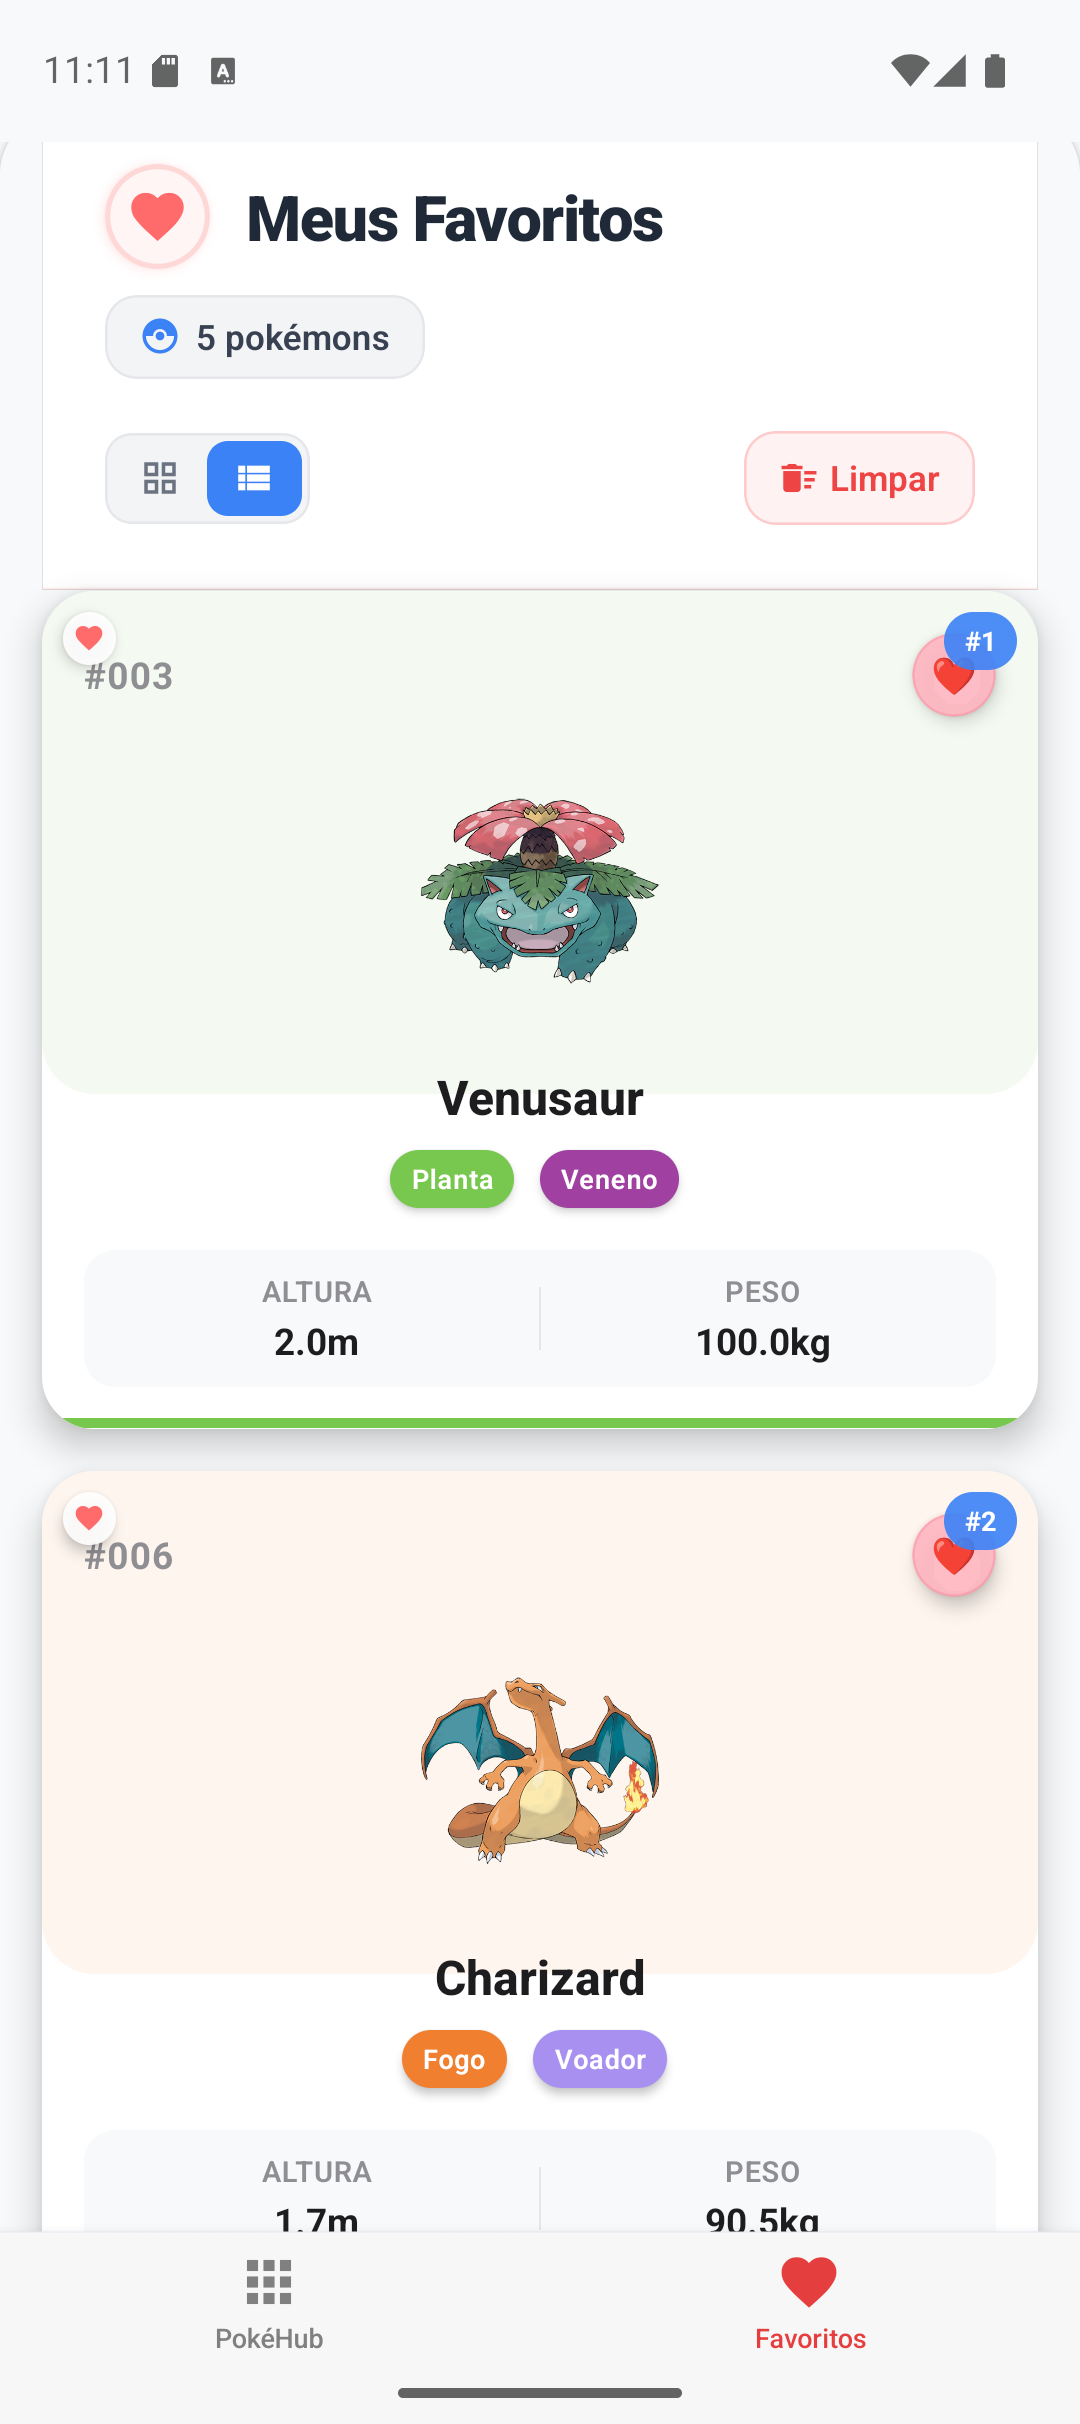 11:11
Meus Favoritos
5 pokémons
Limpar
#1
#003
Venusaur
Planta Veneno
ALTURA PESO
2.0m 100.0kg
#2
#006
Charizard
Fogo Voador
ALTURA PESO
1.7m 90.5kg
PokéHub Favoritos